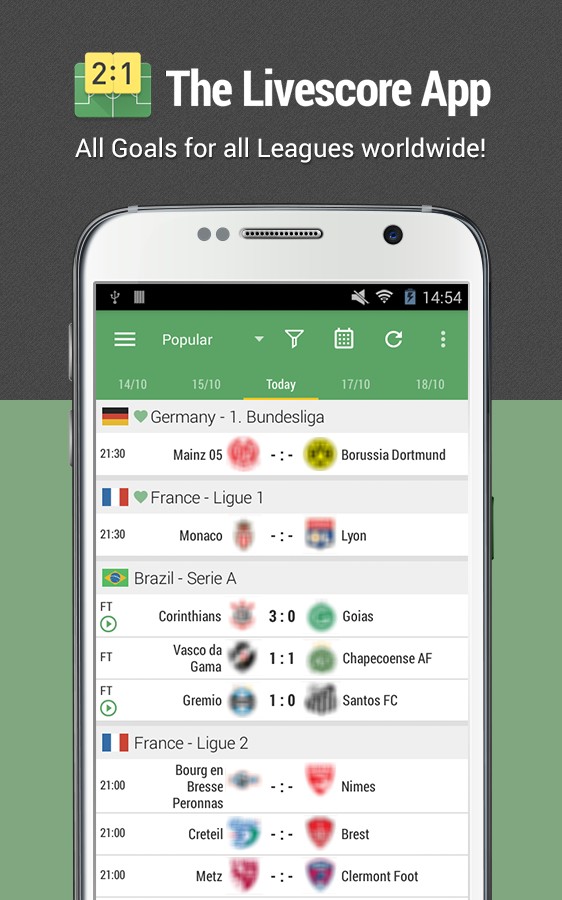 2:1
The Livescore App
All Goals for all Leagues worldwide!
14:54
Popular
14/10 15/10 Today 17/10 18/10
Germany - 1. Bundesliga
21:30 Mainz 05 - : - Borussia Dortmund
France - Ligue 1
21:30 Monaco - : - Lyon
Brazil - Serie A
FT Corinthians 3 : 0 Goias
FT Vasco da
Gama 1 : 1 Chapecoense AF
FT Gremio 1 : 0 Santos FC
France - Ligue 2
Bourg en
21:00 Bresse - : - Nimes
Peronnas
21:00 Creteil - : - Brest
21:00 Metz - : - Clermont Foot